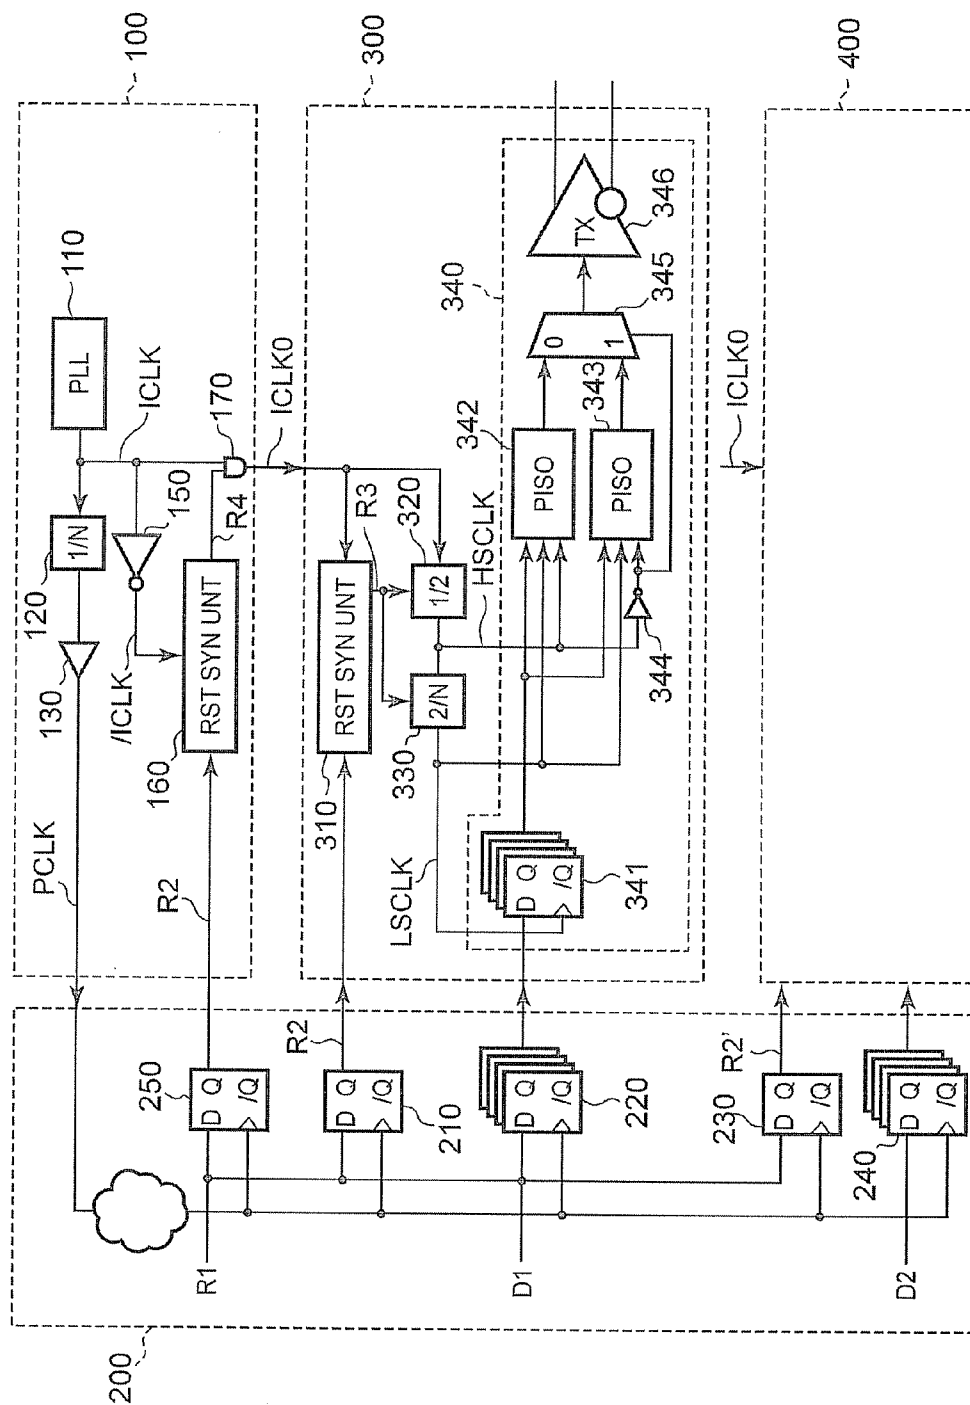 100
110
PLL
ICLK
170
120
1/N
150
R4
130
/ICLK
160
RST SYN UNT
PCLK
R2
ICLK0
300
310
RST SYN UNT
R3
320
1/2
330
2/N
HSCLK
LSCLK
R2
340
342
PISO
343
PISO
344
0
1
345
TX
346
D Q
/Q
341
ICLK0
400
200
250
D Q
/Q
R1
D Q
/Q
210
D1
D Q
/Q
220
R2'
230
D Q
/Q
240
D Q
/Q
D2